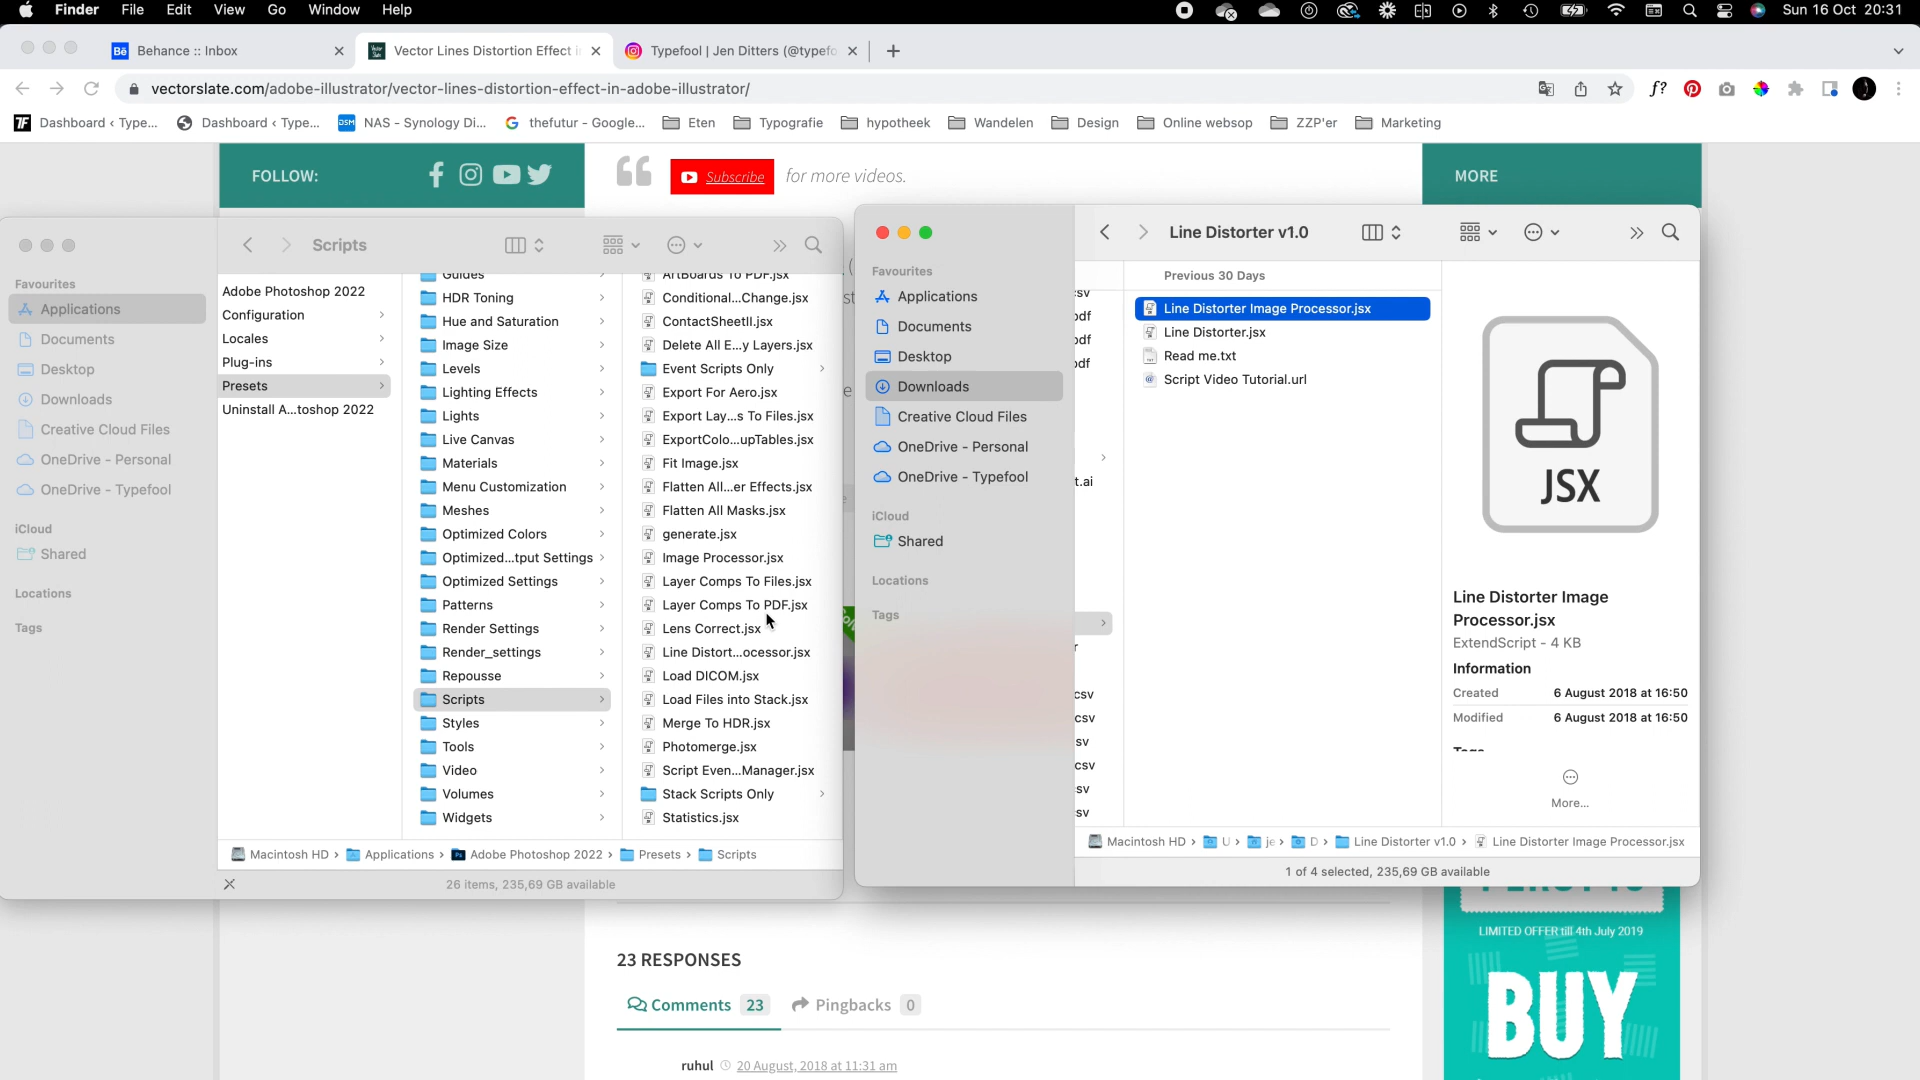 Finder File Edit View Go Window Help
Sun 16 Oct 20:31
Behance :: Inbox
Vector Lines Distortion Effect i
Typefool | Jen Ditters (@typefo
vectorslate.com/adobe-illustrator/vector-lines-distortion-effect-in-adobe-illustrator/
Dashboard < Type... Dashboard < Type... NAS - Synology Di... thefutur - Google... Eten Typografie hypotheek Wandelen Design Online websop ZZP'er Marketing
FOLLOW:
Subscribe for more videos.
MORE
Scripts
Favourites
Applications
Documents
Desktop
Downloads
Creative Cloud Files
OneDrive - Personal
OneDrive - Typefool
iCloud
Shared
Locations
Tags
Adobe Photoshop 2022
Configuration
Locales
Plug-ins
Presets
Uninstall A...toshop 2022
Guides
HDR Toning
Hue and Saturation
Image Size
Levels
Lighting Effects
Lights
Live Canvas
Materials
Menu Customization
Meshes
Optimized Colors
Optimized...tput Settings
Optimized Settings
Patterns
Render Settings
Render_settings
Repousse
Scripts
Styles
Tools
Video
Volumes
Widgets
ArtBoards To PDF.jsx
Conditional...Change.jsx
ContactSheetII.jsx
Delete All E...y Layers.jsx
Event Scripts Only
Export For Aero.jsx
Export Lay...s To Files.jsx
ExportColo...upTables.jsx
Fit Image.jsx
Flatten All...er Effects.jsx
Flatten All Masks.jsx
generate.jsx
Image Processor.jsx
Layer Comps To Files.jsx
Layer Comps To PDF.jsx
Lens Correct.jsx
Line Distort...ocessor.jsx
Load DICOM.jsx
Load Files into Stack.jsx
Merge To HDR.jsx
Photomerge.jsx
Script Even...Manager.jsx
Stack Scripts Only
Statistics.jsx
Macintosh HD › Applications › Adobe Photoshop 2022 › Presets › Scripts
26 items, 235,69 GB available
Line Distorter v1.0
Favourites
Applications
Documents
Desktop
Downloads
Creative Cloud Files
OneDrive - Personal
OneDrive - Typefool
iCloud
Shared
Locations
Tags
Previous 30 Days
Line Distorter Image Processor.jsx
Line Distorter.jsx
Read me.txt
Script Video Tutorial.url
JSX
Line Distorter Image
Processor.jsx
ExtendScript - 4 KB
Information
Created 6 August 2018 at 16:50
Modified 6 August 2018 at 16:50
More...
Macintosh HD › U › je › D › Line Distorter v1.0 › Line Distorter Image Processor.jsx
1 of 4 selected, 235,69 GB available
LIMITED OFFER till 4th July 2019
BUY
23 RESPONSES
Comments 23 Pingbacks 0
ruhul 20 August, 2018 at 11:31 am